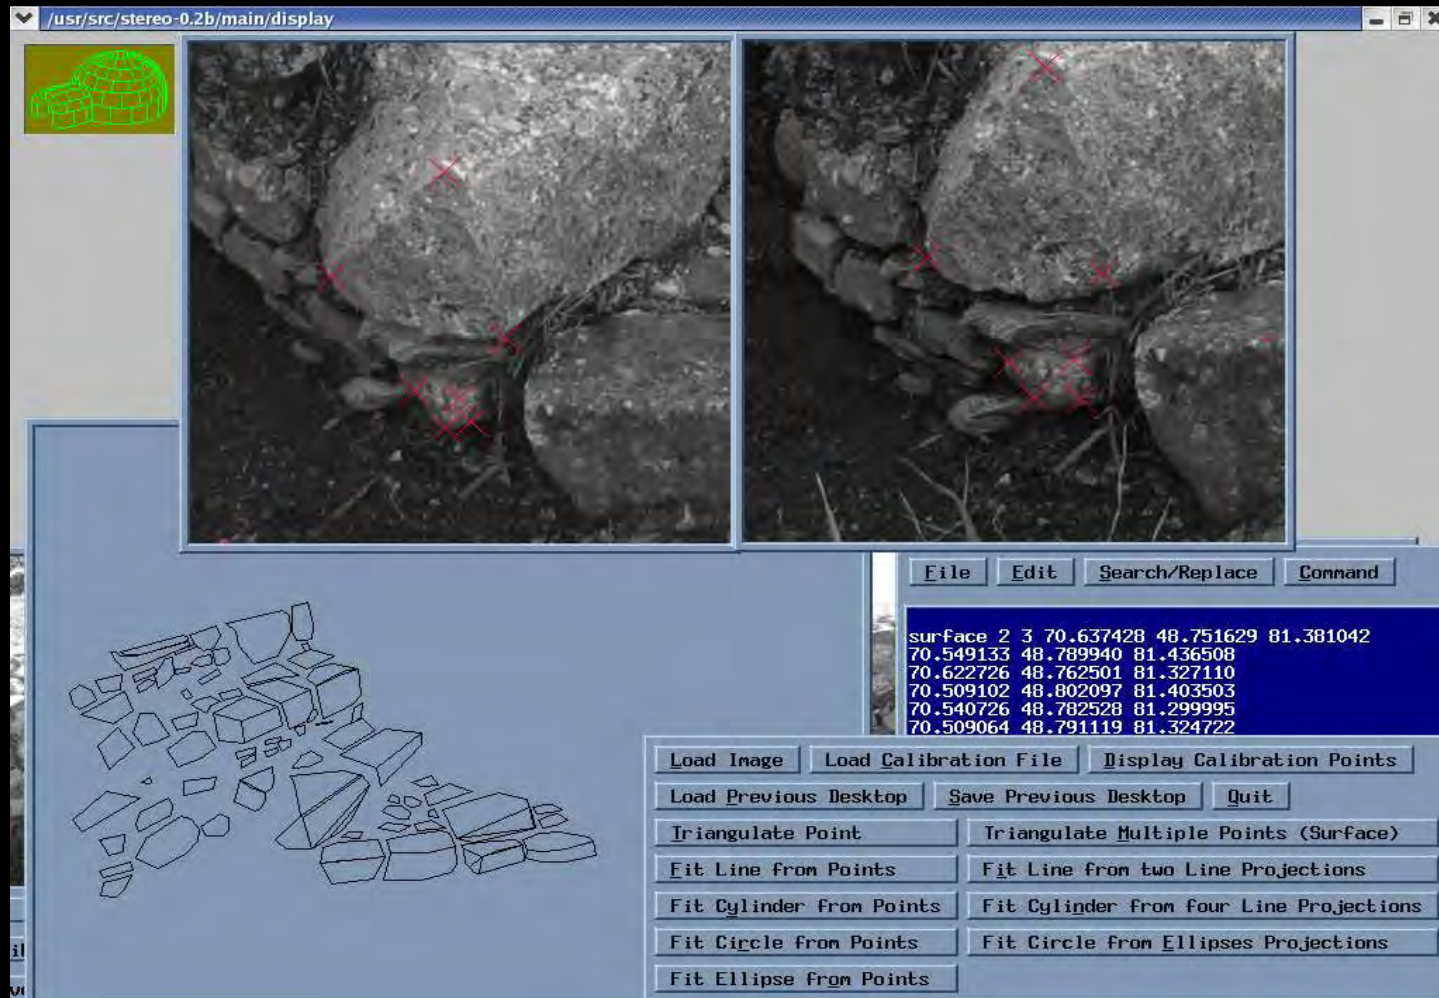 /usr/src/stereo-0.2b/main/display
File Edit Search/Replace Command
surface 2 3 70.637428 48.751629 81.381042
70.549133 48.789940 81.436508
70.622726 48.762501 81.327110
70.509102 48.802097 81.403503
70.540726 48.782528 81.299995
70.509064 48.791119 81.324722
Load Image Load Calibration File Display Calibration Points
Load Previous Desktop Save Previous Desktop Quit
Triangulate Point Triangulate Multiple Points (Surface)
Fit Line from Points Fit Line from two Line Projections
Fit Cylinder from Points Fit Cylinder from four Line Projections
Fit Circle from Points Fit Circle from Ellipses Projections
Fit Ellipse from Points